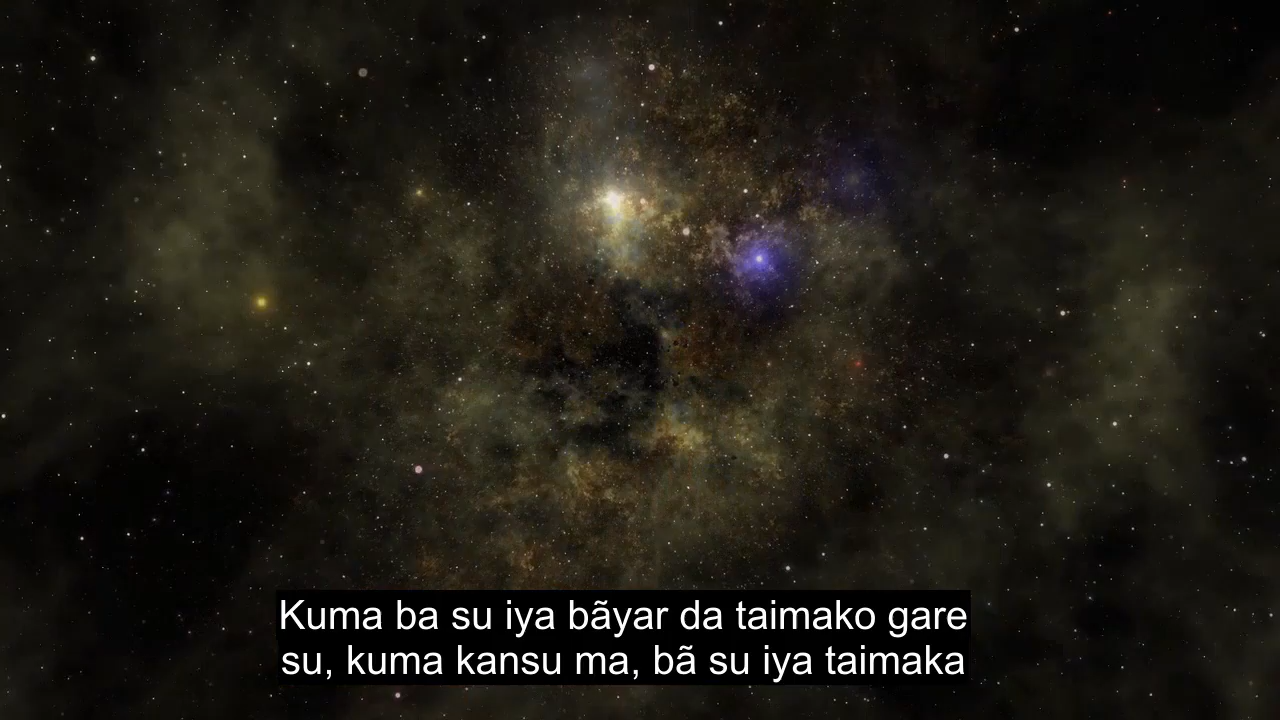 Kuma ba su iya bãyar da taimako gare
su, kuma kansu ma, bã su iya taimaka